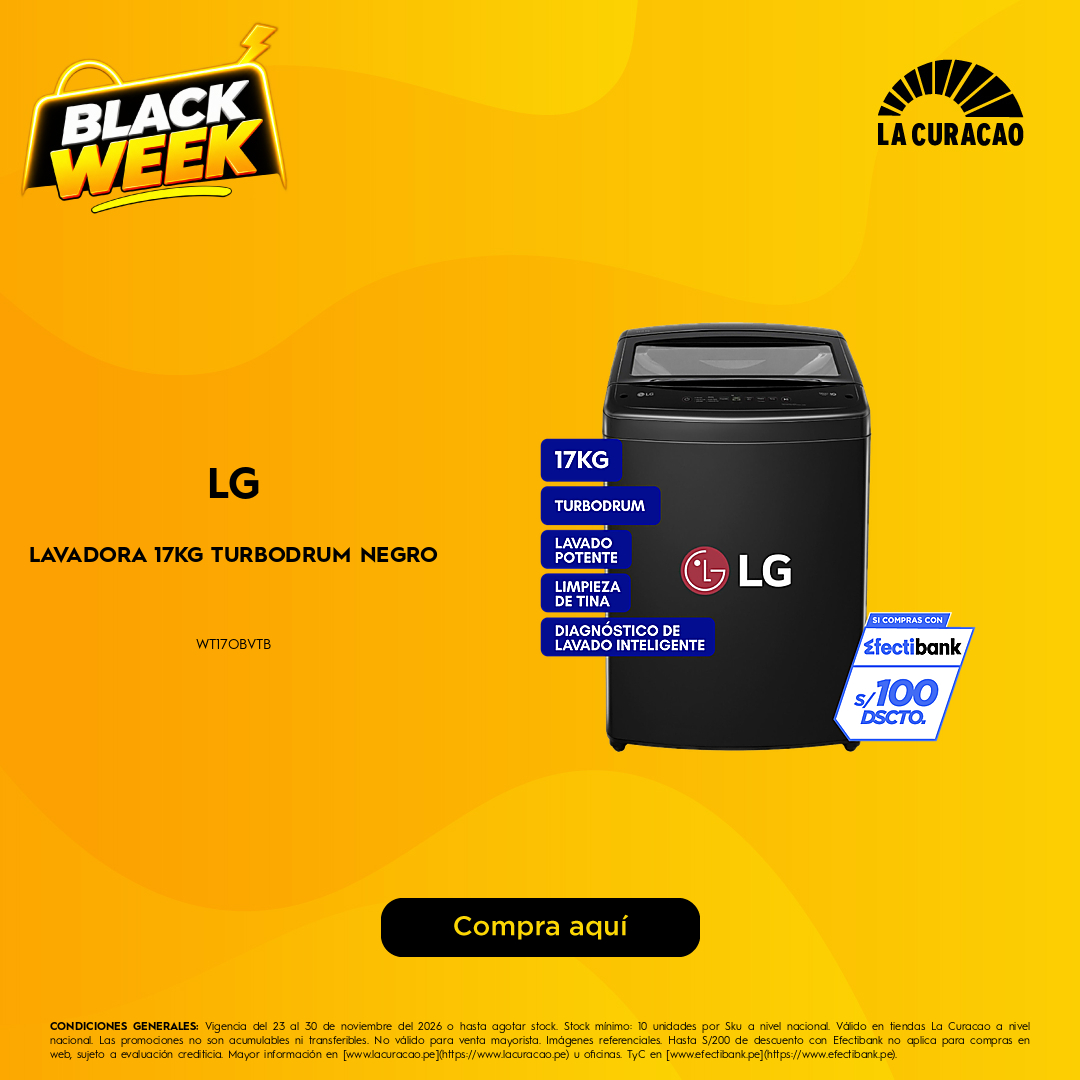 BLACK
WEEK
LA CURACAO
LG
LAVADORA 17KG TURBODRUM NEGRO
WT17OBVTB
17KG
TURBODRUM
LAVADO
POTENTE
LIMPIEZA
DE TINA
DIAGNÓSTICO DE
LAVADO INTELIGENTE
LG
LG
SI COMPRAS CON
Efectibank
S/100
DSCTO.
Compra aquí
CONDICIONES GENERALES: Vigencia del 23 al 30 de noviembre del 2026 o hasta agotar stock. Stock mínimo: 10 unidades por Sku a nivel nacional. Válido en tiendas La Curacao a nivel
nacional. Las promociones no son acumulables ni transferibles. No válido para venta mayorista. Imágenes referenciales. Hasta S/200 de descuento con Efectibank no aplica para compras en
web, sujeto a evaluación crediticia. Mayor información en [www.lacuracao.pe](https://www.lacuracao.pe) u oficinas. TyC en [www.efectibank.pe](https://www.efectibank.pe).